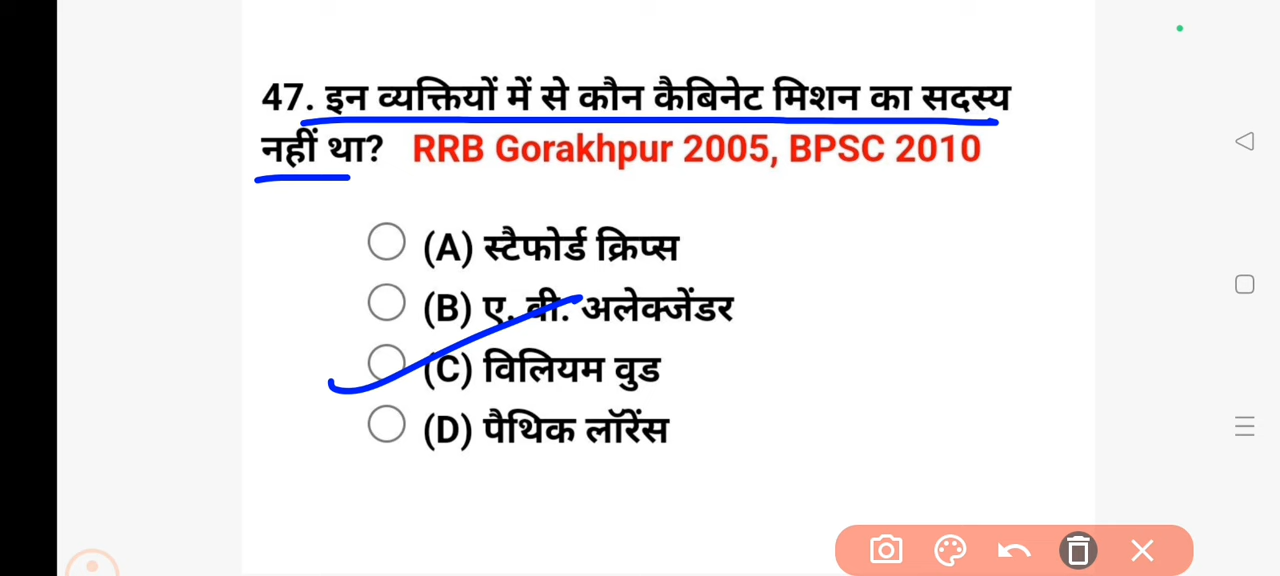 47. इन व्यक्तियों में से कौन कैबिनेट मिशन का सदस्य
नहीं था? RRB Gorakhpur 2005, BPSC 2010
(A) स्टैफोर्ड क्रिप्स
(B) ए. वी. अलेक्जेंडर
(C) विलियम वुड
(D) पैथिक लॉरेंस